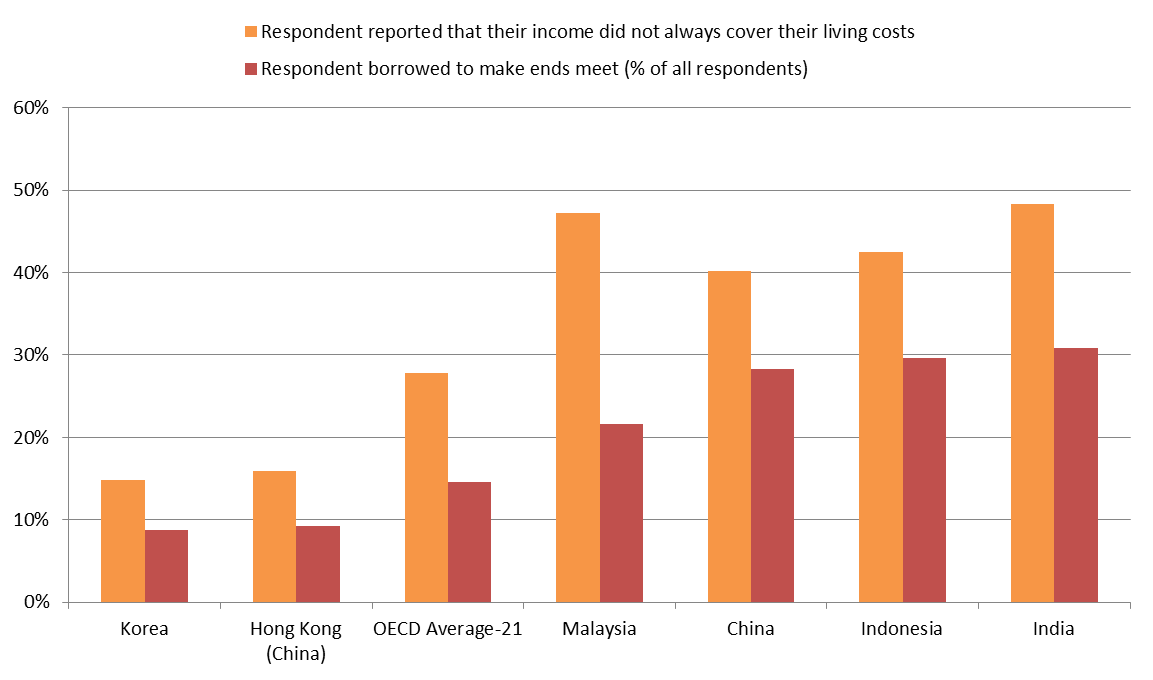 Respondent reported that their income did not always cover their living costs
Respondent borrowed to make ends meet (% of all respondents)
60%
50%
40%
30%
20%
10%
0%
Korea
Hong Kong
(China)
OECD Average-21
Malaysia
China
Indonesia
India